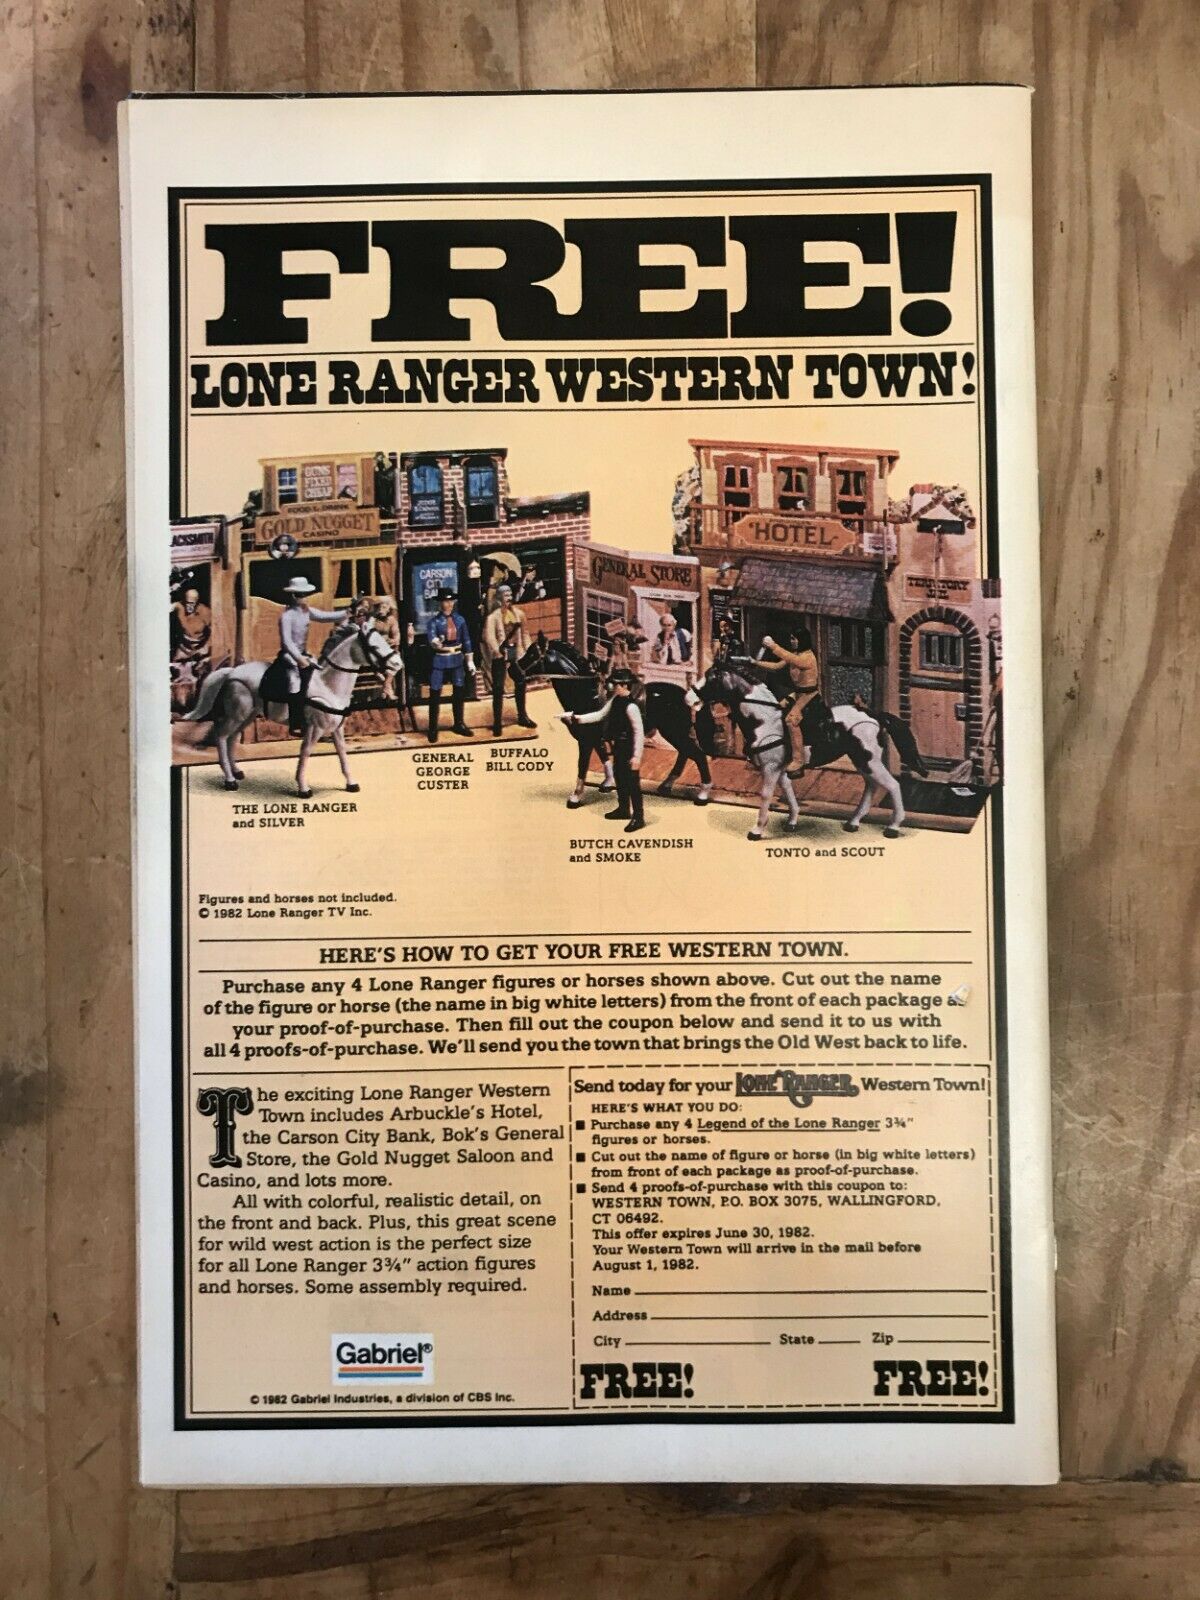 FREE!
LONE RANGER WESTERN TOWN!
GUNS
FIXED
CHEAP
FOOD & DRINK
GOLD NUGGET
CASINO
LACKSMITH
CARSON
CITY
BA
GENERAL STORE
HOTEL
TERRITORY
GENERAL
GEORGE
CUSTER
BUFFALO
BILL CODY
THE LONE RANGER
and SILVER
BUTCH CAVENDISH
and SMOKE
TONTO and SCOUT
Figures and horses not included.
© 1982 Lone Ranger TV Inc.
HERE'S HOW TO GET YOUR FREE WESTERN TOWN.
Purchase any 4 Lone Ranger figures or horses shown above. Cut out the name
of the figure or horse (the name in big white letters) from the front of each package as
your proof-of-purchase. Then fill out the coupon below and send it to us with
all 4 proofs-of-purchase. We'll send you the town that brings the Old West back to life.
The exciting Lone Ranger Western
Town includes Arbuckle's Hotel,
the Carson City Bank, Bok's General
Store, the Gold Nugget Saloon and
Casino, and lots more.
All with colorful, realistic detail, on
the front and back. Plus, this great scene
for wild west action is the perfect size
for all Lone Ranger 3¾" action figures
and horses. Some assembly required.
Gabriel®
© 1982 Gabriel Industries, a division of CBS Inc.
Send today for your LONE RANGER Western Town!
HERE'S WHAT YOU DO:
■ Purchase any 4 Legend of the Lone Ranger 3¾"
figures or horses.
■ Cut out the name of figure or horse (in big white letters)
from front of each package as proof-of-purchase.
■ Send 4 proofs-of-purchase with this coupon to:
WESTERN TOWN, P.O. BOX 3075, WALLINGFORD,
CT 06492.
This offer expires June 30, 1982.
Your Western Town will arrive in the mail before
August 1, 1982.
Name
Address
City State Zip
FREE! FREE!